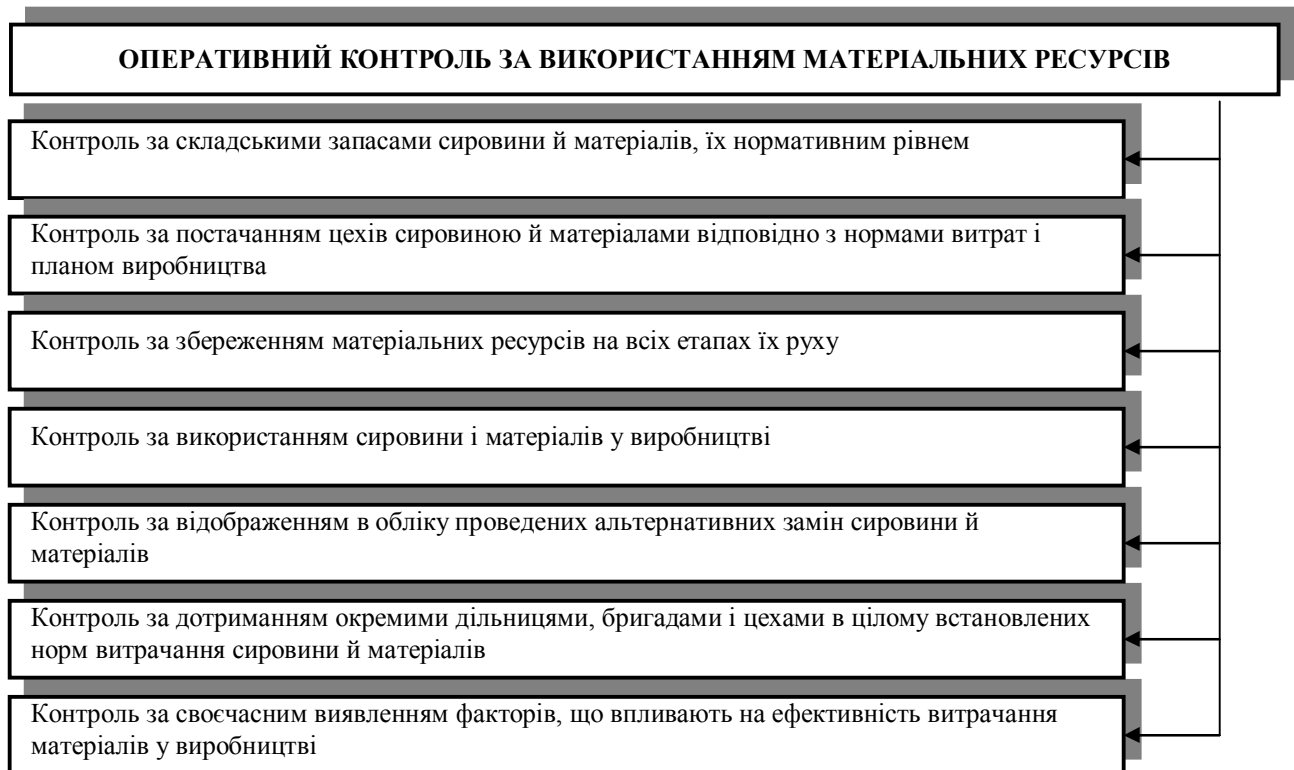 ОПЕРАТИВНИЙ КОНТРОЛЬ ЗА ВИКОРИСТАННЯМ МАТЕРІАЛЬНИХ РЕСУРСІВ
Контроль за складськими запасами сировини й матеріалів, їх нормативним рівнем
Контроль за постачанням цехів сировиною й матеріалами відповідно з нормами витрат і
планом виробництва
Контроль за збереженням матеріальних ресурсів на всіх етапах їх руху
Контроль за використанням сировини і матеріалів у виробництві
Контроль за відображенням в обліку проведених альтернативних замін сировини й
матеріалів
Контроль за дотриманням окремими дільницями, бригадами і цехами в цілому встановлених
норм витрачання сировини й матеріалів
Контроль за своєчасним виявленням факторів, що впливають на ефективність витрачання
матеріалів у виробництві